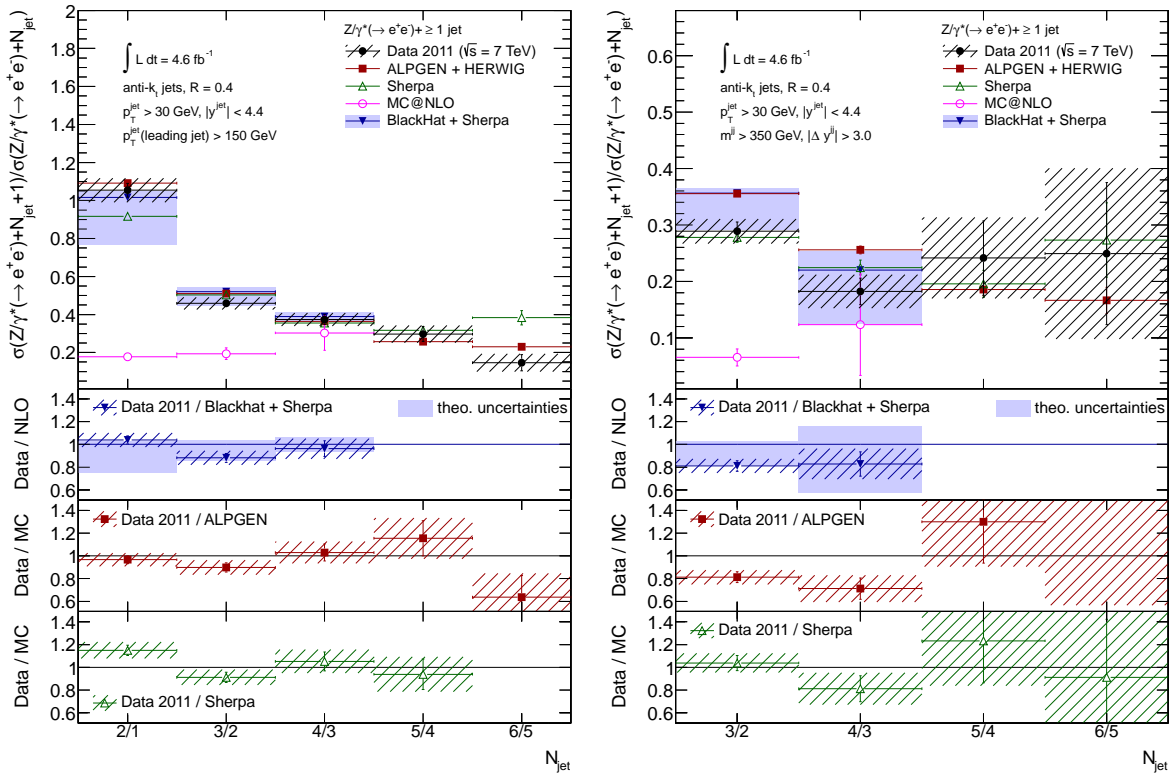 σ(Z/γ*(→ e⁺e⁻)+N_jet+1)/σ(Z/γ*(→ e⁺e⁻)+N_jet)
2
1.8
1.6
1.4
1.2
1
0.8
0.6
0.4
0.2
∫ L dt = 4.6 fb⁻¹
anti-k_t jets, R = 0.4
p_T^jet > 30 GeV, |y^jet| < 4.4
p_T^jet(leading jet) > 150 GeV
Z/γ*(→ e⁺e⁻)+ ≥ 1 jet
Data 2011 (√s = 7 TeV)
ALPGEN + HERWIG
Sherpa
MC@NLO
BlackHat + Sherpa
Data / NLO
1.4
1.2
1
0.8
0.6
Data 2011 / Blackhat + Sherpa
theo. uncertainties
Data / MC
1.4
1.2
1
0.8
0.6
Data 2011 / ALPGEN
Data / MC
1.4
1.2
1
0.8
0.6
Data 2011 / Sherpa
2/1 3/2 4/3 5/4 6/5
N_jet
σ(Z/γ*(→ e⁺e⁻)+N_jet+1)/σ(Z/γ*(→ e⁺e⁻)+N_jet)
0.6
0.5
0.4
0.3
0.2
0.1
∫ L dt = 4.6 fb⁻¹
anti-k_t jets, R = 0.4
p_T^jet > 30 GeV, |y^jet| < 4.4
m^jj > 350 GeV, |Δ y^jj| > 3.0
Z/γ*(→ e⁺e⁻)+ ≥ 1 jet
Data 2011 (√s = 7 TeV)
ALPGEN + HERWIG
Sherpa
MC@NLO
BlackHat + Sherpa
Data / NLO
1.4
1.2
1
0.8
0.6
Data 2011 / Blackhat + Sherpa
theo. uncertainties
Data / MC
1.4
1.2
1
0.8
0.6
Data 2011 / ALPGEN
Data / MC
1.4
1.2
1
0.8
0.6
Data 2011 / Sherpa
3/2 4/3 5/4 6/5
N_jet